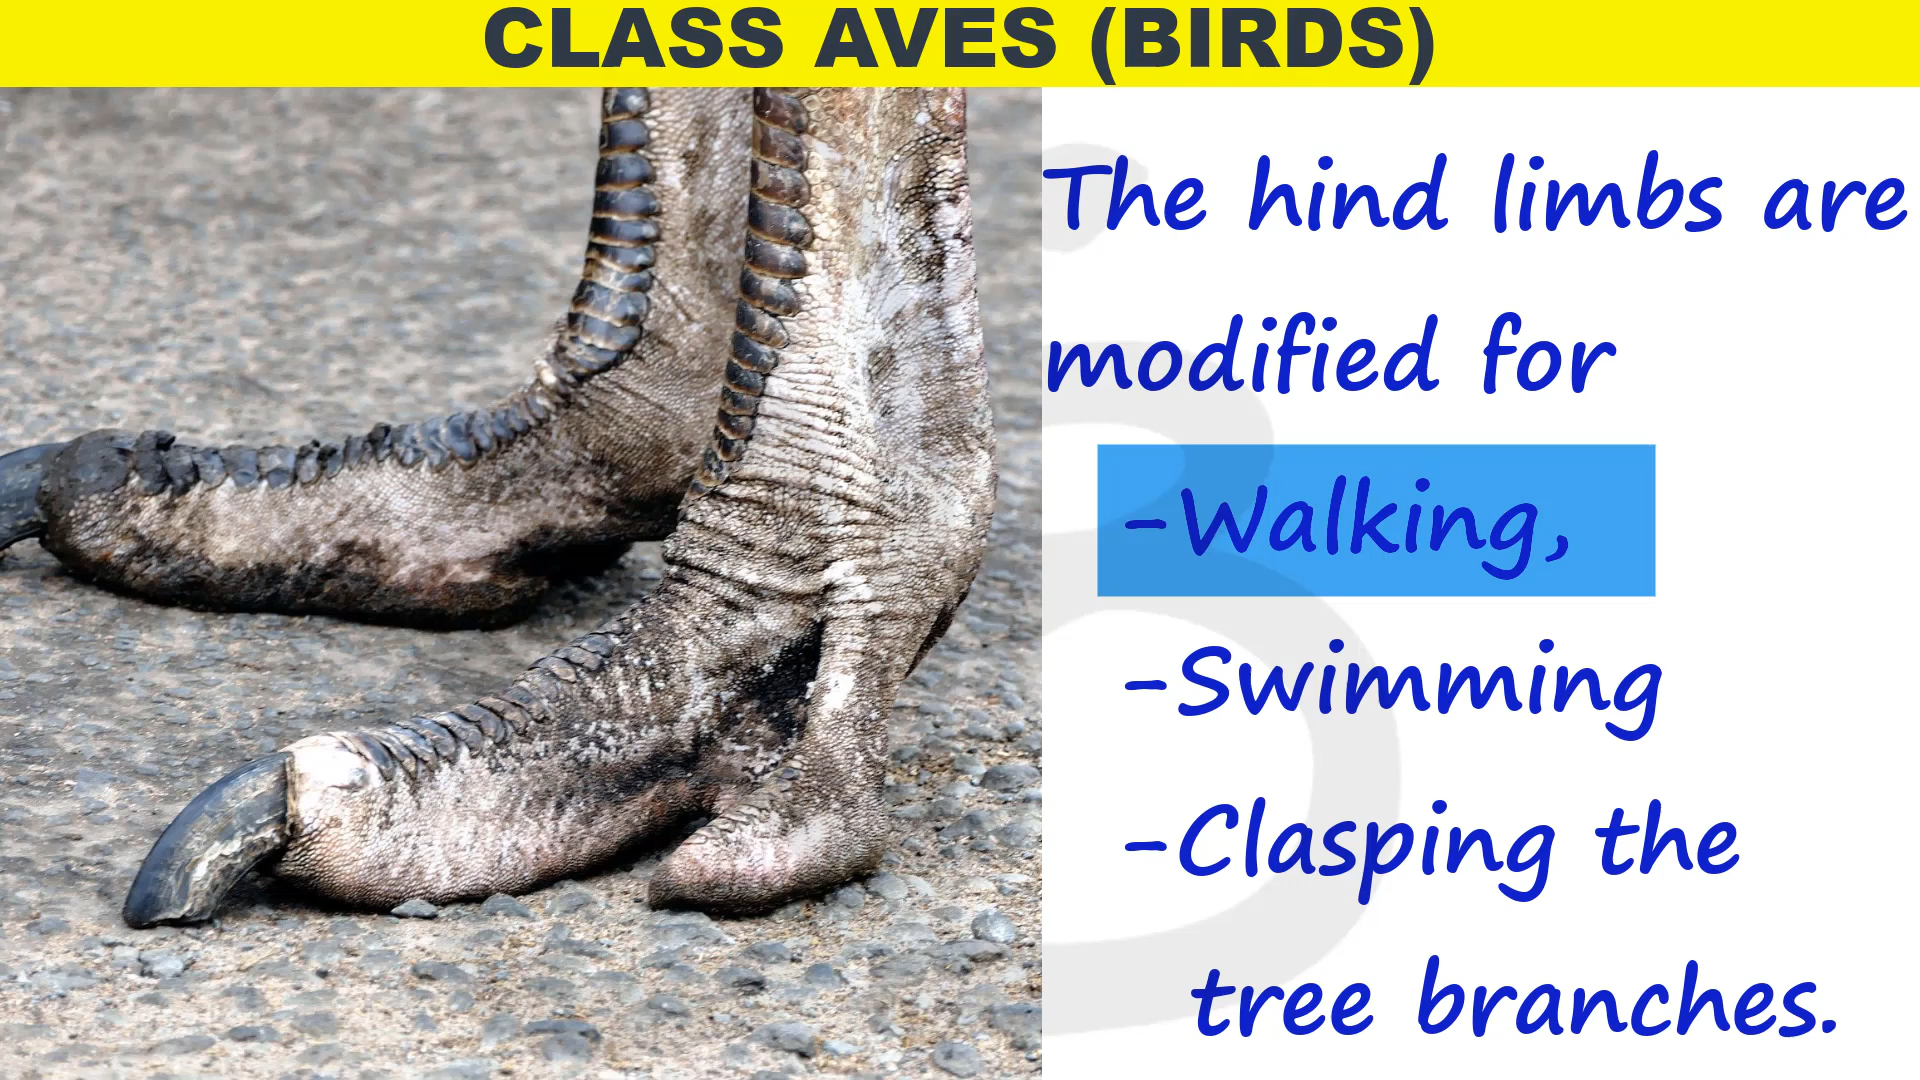 CLASS AVES (BIRDS)
The hind limbs are
modified for
-Walking,
-Swimming
-Clasping the
tree branches.